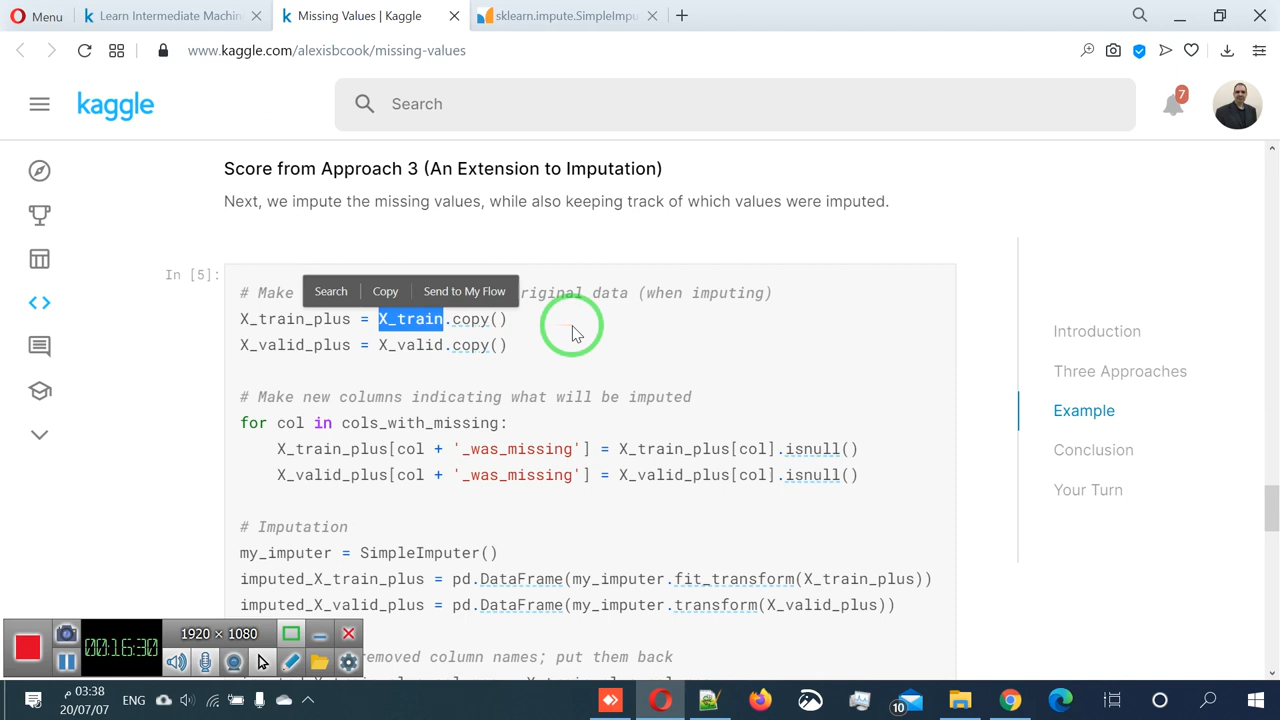 Menu
Learn Intermediate Machin
Missing Values | Kaggle
sklearn.impute.SimpleImpu
www.kaggle.com/alexisbcook/missing-values
kaggle
Search
7
Score from Approach 3 (An Extension to Imputation)
Next, we impute the missing values, while also keeping track of which values were imputed.
In [5]:
Search
Copy
Send to My Flow
# Make
riginal data (when imputing)
X_train_plus = X_train.copy()
X_valid_plus = X_valid.copy()
# Make new columns indicating what will be imputed
for col in cols_with_missing:
X_train_plus[col + '_was_missing'] = X_train_plus[col].isnull()
X_valid_plus[col + '_was_missing'] = X_valid_plus[col].isnull()
# Imputation
my_imputer = SimpleImputer()
imputed_X_train_plus = pd.DataFrame(my_imputer.fit_transform(X_train_plus))
imputed_X_valid_plus = pd.DataFrame(my_imputer.transform(X_valid_plus))
removed column names; put them back
Introduction
Three Approaches
Example
Conclusion
Your Turn
00:16:30
1920 × 1080
03:38 م
20/07/07
ENG
10